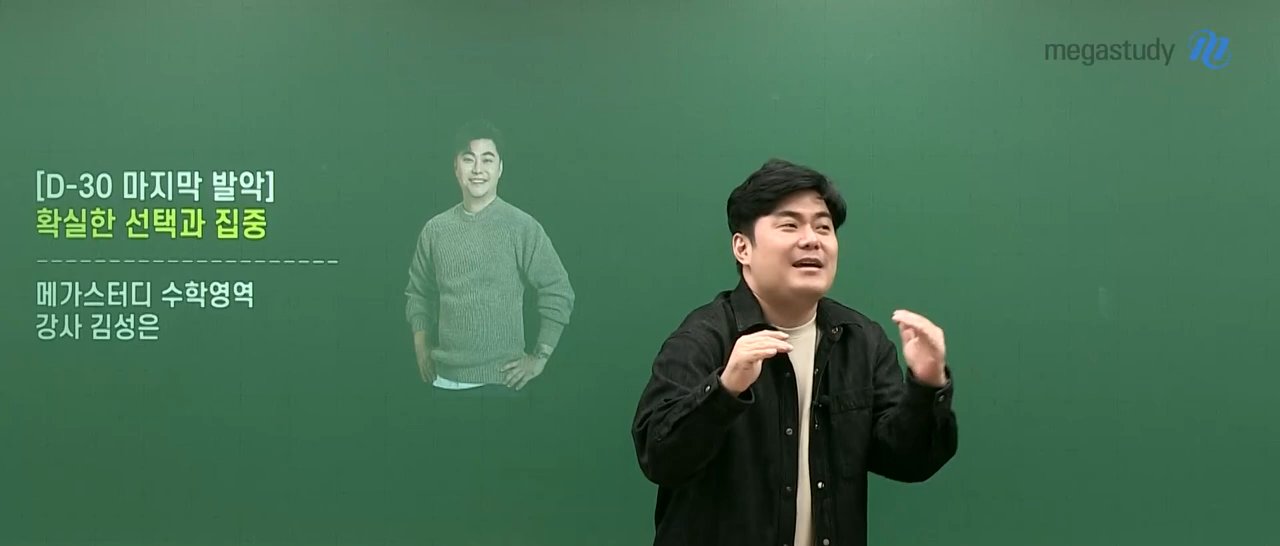 megastudy
[D-30 마지막 발악]
확실한 선택과 집중
메가스터디 수학영역
강사 김성은